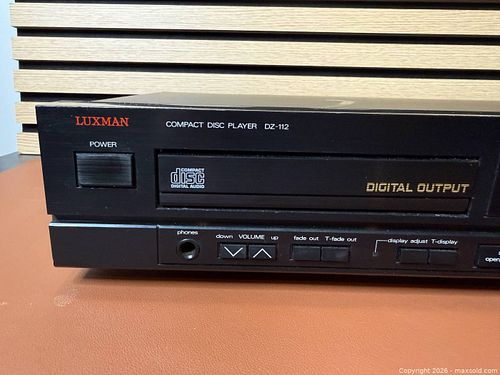 LUXMAN
COMPACT DISC PLAYER DZ-112
POWER
COMPACT
disc
DIGITAL AUDIO
DIGITAL OUTPUT
phones
down VOLUME up
fade out T-fade out
display adjust T-display
open
Copyright 2026 - maxsold.com